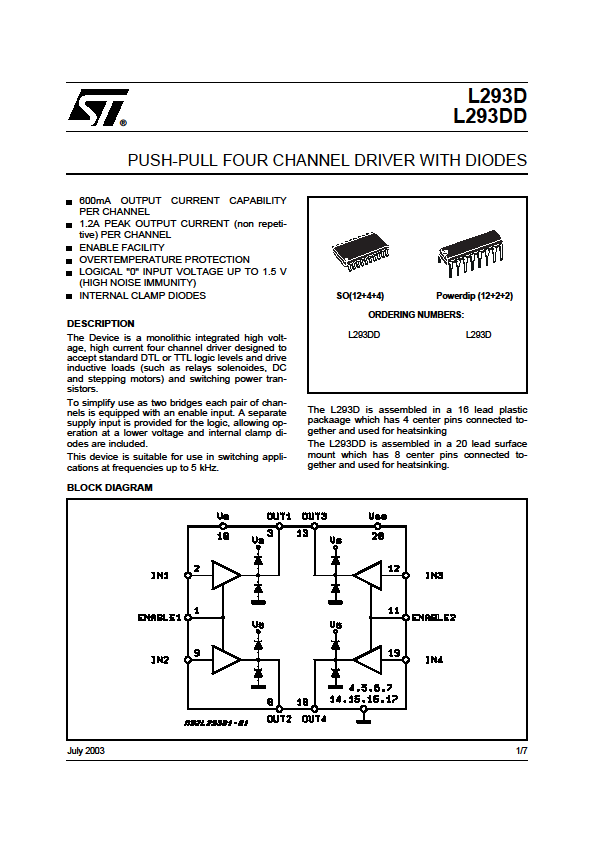 ST
®
L293D
L293DD
PUSH-PULL FOUR CHANNEL DRIVER WITH DIODES
600mA OUTPUT CURRENT CAPABILITY
PER CHANNEL
1.2A PEAK OUTPUT CURRENT (non repeti-
tive) PER CHANNEL
ENABLE FACILITY
OVERTEMPERATURE PROTECTION
LOGICAL "0" INPUT VOLTAGE UP TO 1.5 V
(HIGH NOISE IMMUNITY)
INTERNAL CLAMP DIODES
DESCRIPTION
The Device is a monolithic integrated high volt-
age, high current four channel driver designed to
accept standard DTL or TTL logic levels and drive
inductive loads (such as relays solenoides, DC
and stepping motors) and switching power tran-
sistors.
To simplify use as two bridges each pair of chan-
nels is equipped with an enable input. A separate
supply input is provided for the logic, allowing op-
eration at a lower voltage and internal clamp di-
odes are included.
This device is suitable for use in switching appli-
cations at frequencies up to 5 kHz.
SO(12+4+4) Powerdip (12+2+2)
ORDERING NUMBERS:
L293DD L293D
The L293D is assembled in a 16 lead plastic
packaage which has 4 center pins connected to-
gether and used for heatsinking
The L293DD is assembled in a 20 lead surface
mount which has 8 center pins connected to-
gether and used for heatsinking.
BLOCK DIAGRAM
Vs OUT1 OUT3 Vss
10 3 13 20
Vs Vs
IN1 2 12 IN3
ENABLE1 1 11 ENABLE2
Vs Vs
IN2 9 19 IN4
4.5.6.7
8 18 14.15.16.17
OUT2 OUT4
July 2003 1/7